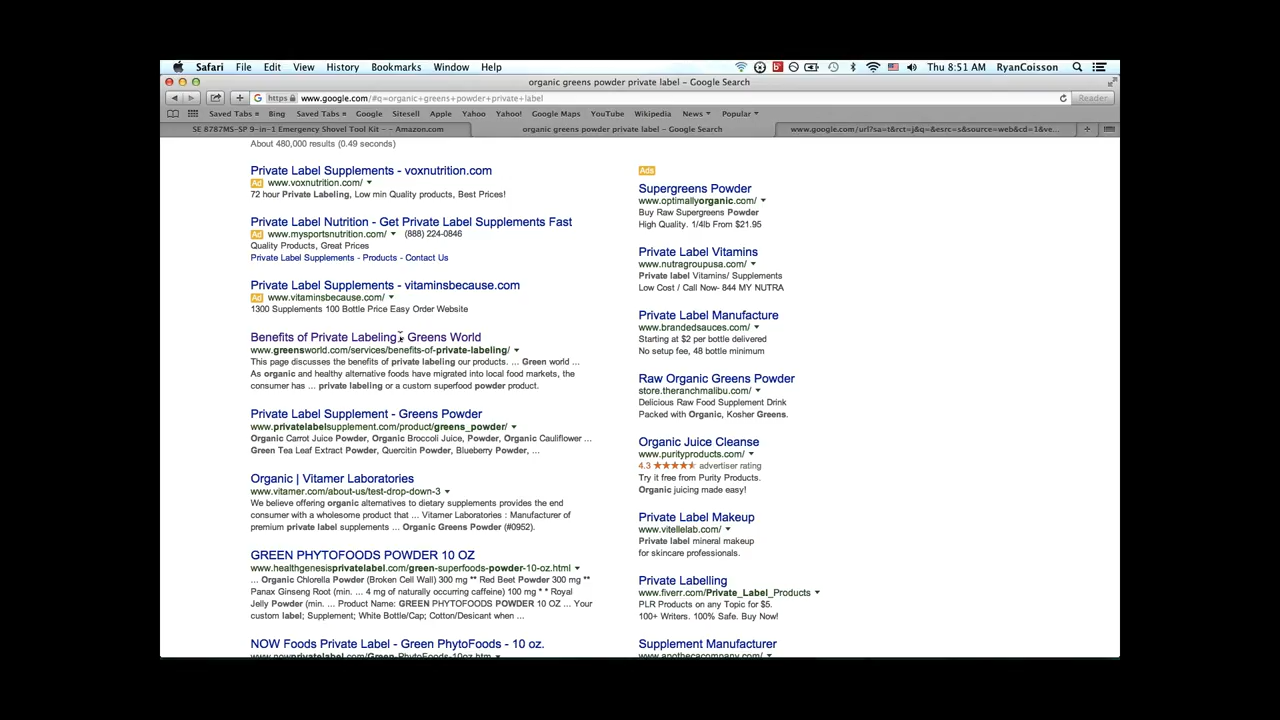 Safari File Edit View History Bookmarks Window Help Thu 8:51 AM RyanCoisson
organic greens powder private label – Google Search
https www.google.com/#q=organic+greens+powder+private+label Reader
Saved Tabs Bing Saved Tabs Google Sitesell Apple Yahoo Yahoo! Google Maps YouTube Wikipedia News Popular
SE 8787MS-SP 9-in-1 Emergency Shovel Tool Kit - - Amazon.com organic greens powder private label – Google Search www.google.com/url?sa=t&rct=j&q=&esrc=s&source=web&cd=1&ve...
About 480,000 results (0.49 seconds)
Private Label Supplements - voxnutrition.com
Ad www.voxnutrition.com/
72 hour Private Labeling, Low min Quality products, Best Prices!
Private Label Nutrition - Get Private Label Supplements Fast
Ad www.mysportsnutrition.com/ (888) 224-0846
Quality Products, Great Prices
Private Label Supplements - Products - Contact Us
Private Label Supplements - vitaminsbecause.com
Ad www.vitaminsbecause.com/
1300 Supplements 100 Bottle Price Easy Order Website
Benefits of Private Labeling - Greens World
www.greensworld.com/services/benefits-of-private-labeling/
This page discusses the benefits of private labeling our products. ... Green world ...
As organic and healthy alternative foods have migrated into local food markets, the
consumer has ... private labeling or a custom superfood powder product.
Private Label Supplement - Greens Powder
www.privatelabelsupplement.com/product/greens_powder/
Organic Carrot Juice Powder, Organic Broccoli Juice, Powder, Organic Cauliflower ...
Green Tea Leaf Extract Powder, Quercitin Powder, Blueberry Powder, ...
Organic | Vitamer Laboratories
www.vitamer.com/about-us/test-drop-down-3
We believe offering organic alternatives to dietary supplements provides the end
consumer with a wholesome product that ... Vitamer Laboratories : Manufacturer of
premium private label supplements ... Organic Greens Powder (#0952).
GREEN PHYTOFOODS POWDER 10 OZ
www.healthgenesisprivatelabel.com/green-superfoods-powder-10-oz.html
... Organic Chlorella Powder (Broken Cell Wall) 300 mg ** Red Beet Powder 300 mg **
Panax Ginseng Root (min. ... 4 mg of naturally occurring caffeine) 100 mg * * Royal
Jelly Powder (min. ... Product Name: GREEN PHYTOFOODS POWDER 10 OZ ... Your
custom label; Supplement; White Bottle/Cap; Cotton/Desicant when ...
NOW Foods Private Label - Green PhytoFoods - 10 oz.
www.nowprivatelabel.com/Green-PhytoFoods-10oz.htm
Ads
Supergreens Powder
www.optimallyorganic.com/
Buy Raw Supergreens Powder
High Quality. 1/4lb From $21.95
Private Label Vitamins
www.nutragroupusa.com/
Private label Vitamins/ Supplements
Low Cost / Call Now- 844 MY NUTRA
Private Label Manufacture
www.brandedsauces.com/
Starting at $2 per bottle delivered
No setup fee, 48 bottle minimum
Raw Organic Greens Powder
store.theranchmalibu.com/
Delicious Raw Food Supplement Drink
Packed with Organic, Kosher Greens.
Organic Juice Cleanse
www.purityproducts.com/
4.3 advertiser rating
Try it free from Purity Products.
Organic juicing made easy!
Private Label Makeup
www.vitellelab.com/
Private label mineral makeup
for skincare professionals.
Private Labelling
www.fiverr.com/Private_Label_Products
PLR Products on any Topic for $5.
100+ Writers. 100% Safe. Buy Now!
Supplement Manufacturer
www.apothecacompany.com/